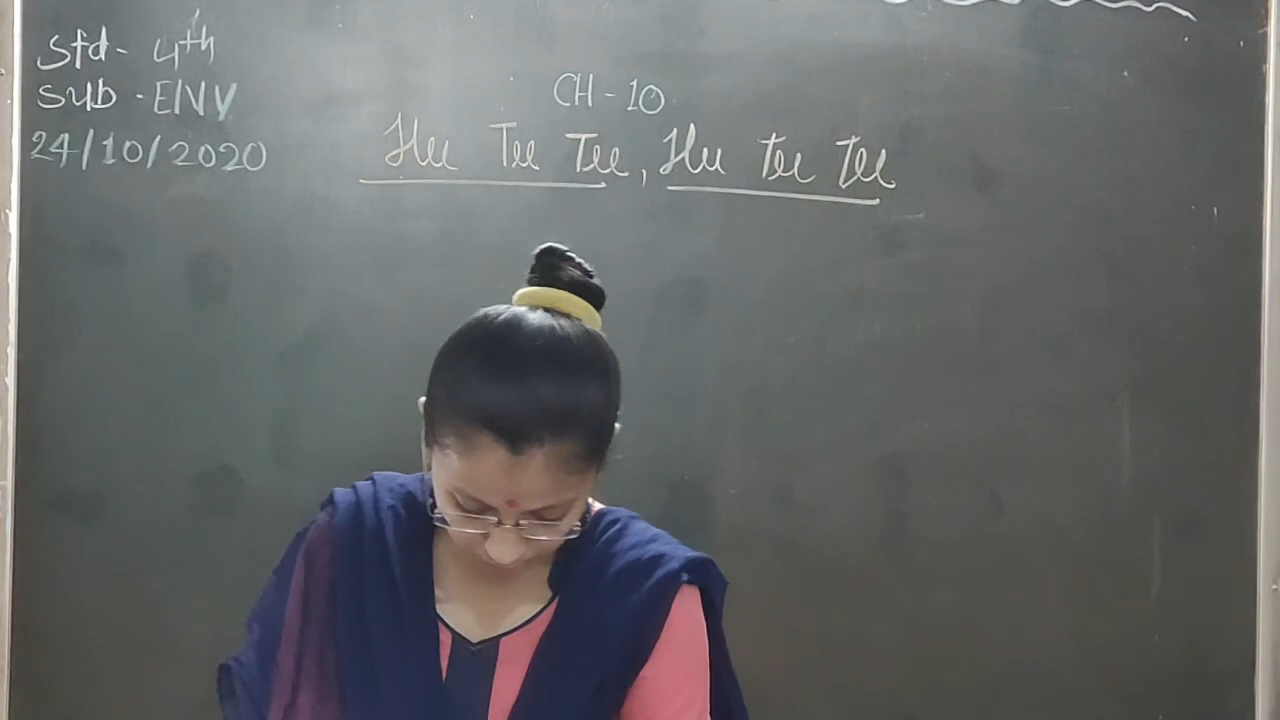 Std- 4th
Sub - ENV
24/10/2020
CH - 10
Hu Tu Tu, Hu tu tu